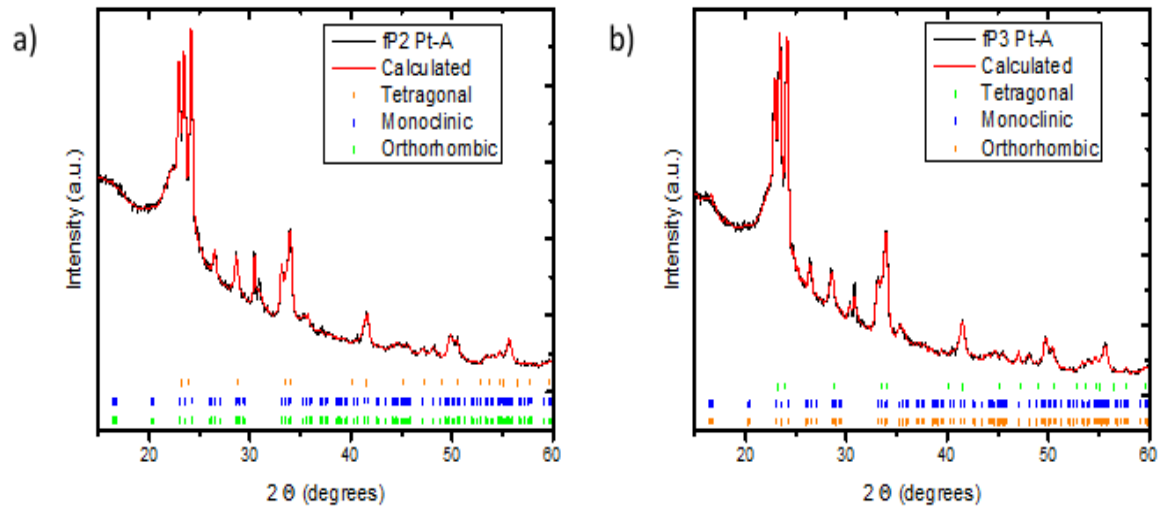 a)
fP2 Pt-A
Calculated
Tetragonal
Monoclinic
Orthorhombic
Intensity (a.u.)
20
30
40
50
60
2 Θ (degrees)
b)
fP3 Pt-A
Calculated
Tetragonal
Monoclinic
Orthorhombic
Intensity (a.u.)
20
30
40
50
60
2 Θ (degrees)